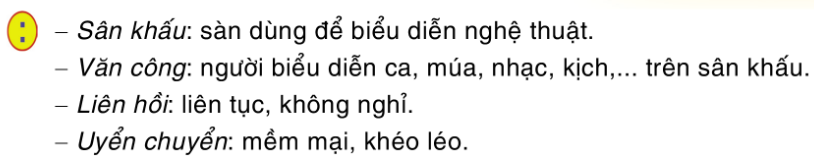 : – Sân khấu: sàn dùng để biểu diễn nghệ thuật.
– Văn công: người biểu diễn ca, múa, nhạc, kịch,... trên sân khấu.
– Liên hồi: liên tục, không nghỉ.
– Uyển chuyển: mềm mại, khéo léo.